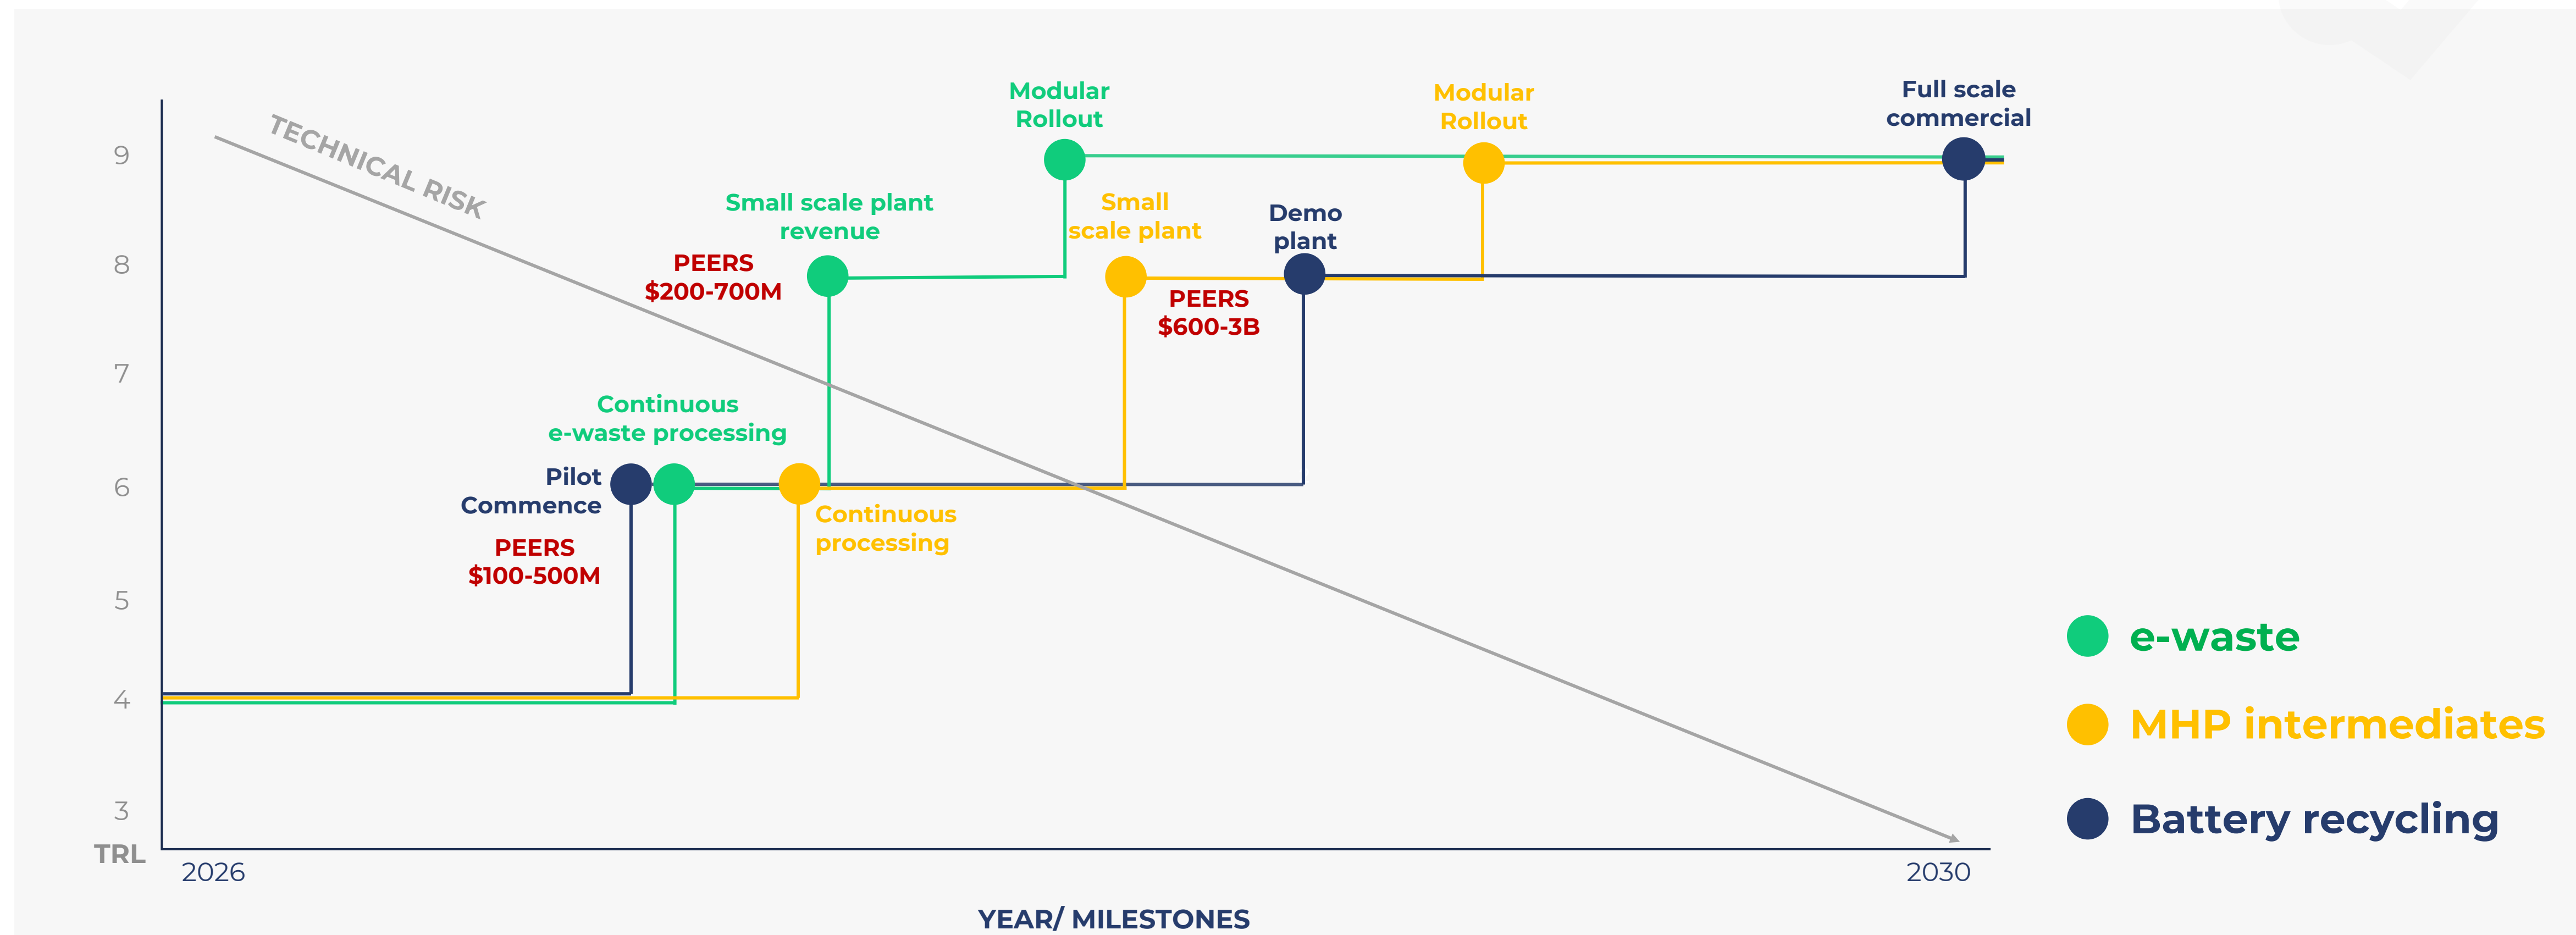 TECHNICAL RISK
9
8
7
6
5
4
3
TRL
Modular
Rollout
Modular
Rollout
Full scale
commercial
Small scale plant
revenue
Small
scale plant
Demo
plant
PEERS
$200-700M
PEERS
$600-3B
Continuous
e-waste processing
Pilot
Commence
PEERS
$100-500M
Continuous
processing
e-waste
MHP intermediates
Battery recycling
2026
2030
YEAR/ MILESTONES